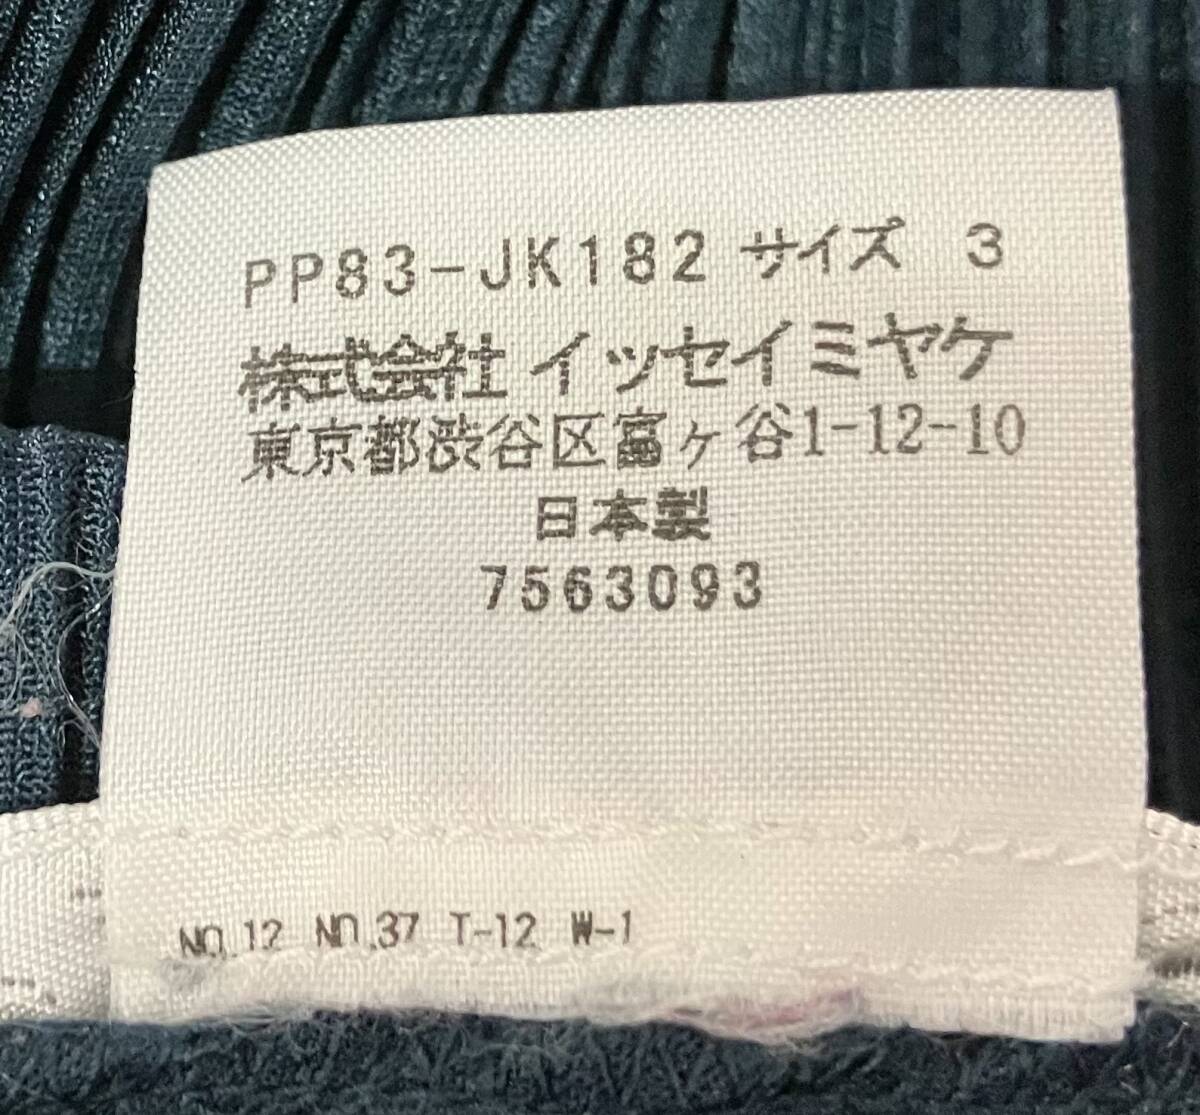 PP83-JK182 サイズ 3
株式会社 イッセイミヤケ
東京都渋谷区富ヶ谷1-12-10
日本製
7563093
NO.12 NO.37 T-12 W-1